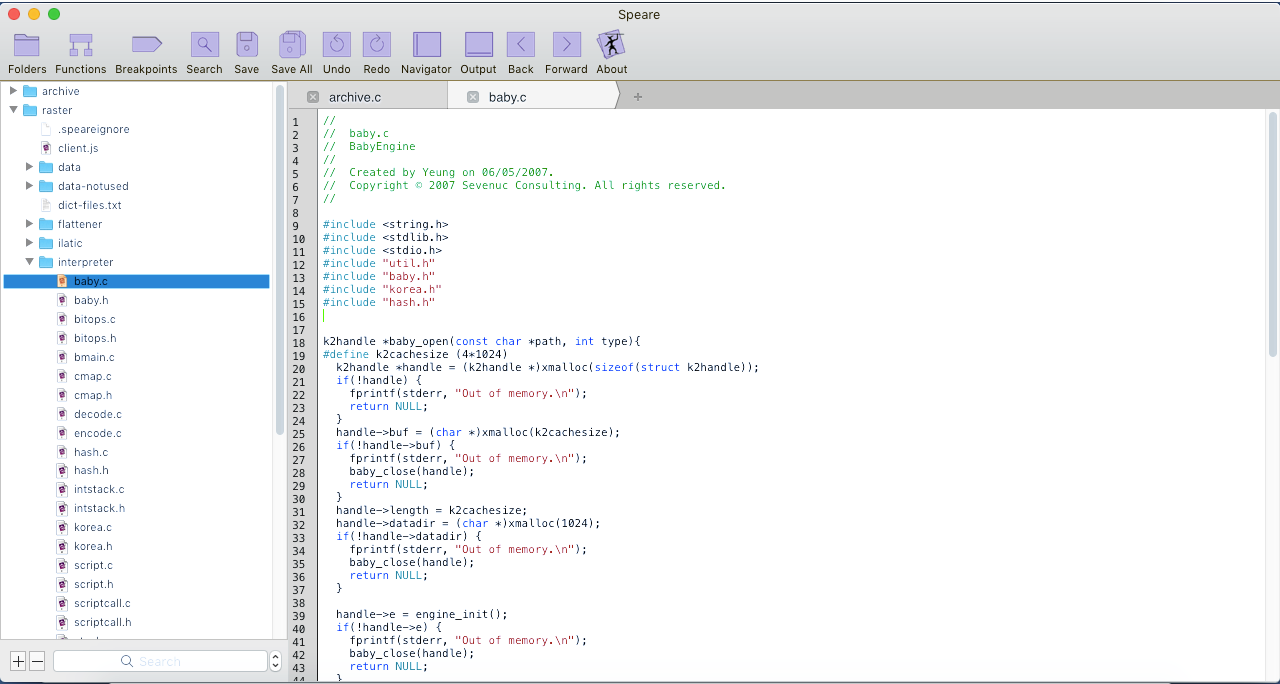 Speare
Folders Functions Breakpoints Search Save Save All Undo Redo Navigator Output Back Forward About
archive
raster
.speareignore
client.js
data
data-notused
dict-files.txt
flattener
ilatic
interpreter
baby.c
baby.h
bitops.c
bitops.h
bmain.c
cmap.c
cmap.h
decode.c
encode.c
hash.c
hash.h
intstack.c
intstack.h
korea.c
korea.h
script.c
script.h
scriptcall.c
scriptcall.h
Search
archive.c baby.c +
1 //
2 //  baby.c
3 //  BabyEngine
4 //
5 //  Created by Yeung on 06/05/2007.
6 //  Copyright © 2007 Sevenuc Consulting. All rights reserved.
7 //
8
9 #include <string.h>
10 #include <stdlib.h>
11 #include <stdio.h>
12 #include "util.h"
13 #include "baby.h"
14 #include "korea.h"
15 #include "hash.h"
16
17
18 k2handle *baby_open(const char *path, int type){
19 #define k2cachesize (4*1024)
20   k2handle *handle = (k2handle *)xmalloc(sizeof(struct k2handle));
21   if(!handle) {
22     fprintf(stderr, "Out of memory.\n");
23     return NULL;
24   }
25   handle->buf = (char *)xmalloc(k2cachesize);
26   if(!handle->buf) {
27     fprintf(stderr, "Out of memory.\n");
28     baby_close(handle);
29     return NULL;
30   }
31   handle->length = k2cachesize;
32   handle->datadir = (char *)xmalloc(1024);
33   if(!handle->datadir) {
34     fprintf(stderr, "Out of memory.\n");
35     baby_close(handle);
36     return NULL;
37   }
38
39   handle->e = engine_init();
40   if(!handle->e) {
41     fprintf(stderr, "Out of memory.\n");
42     baby_close(handle);
43     return NULL;
44   }